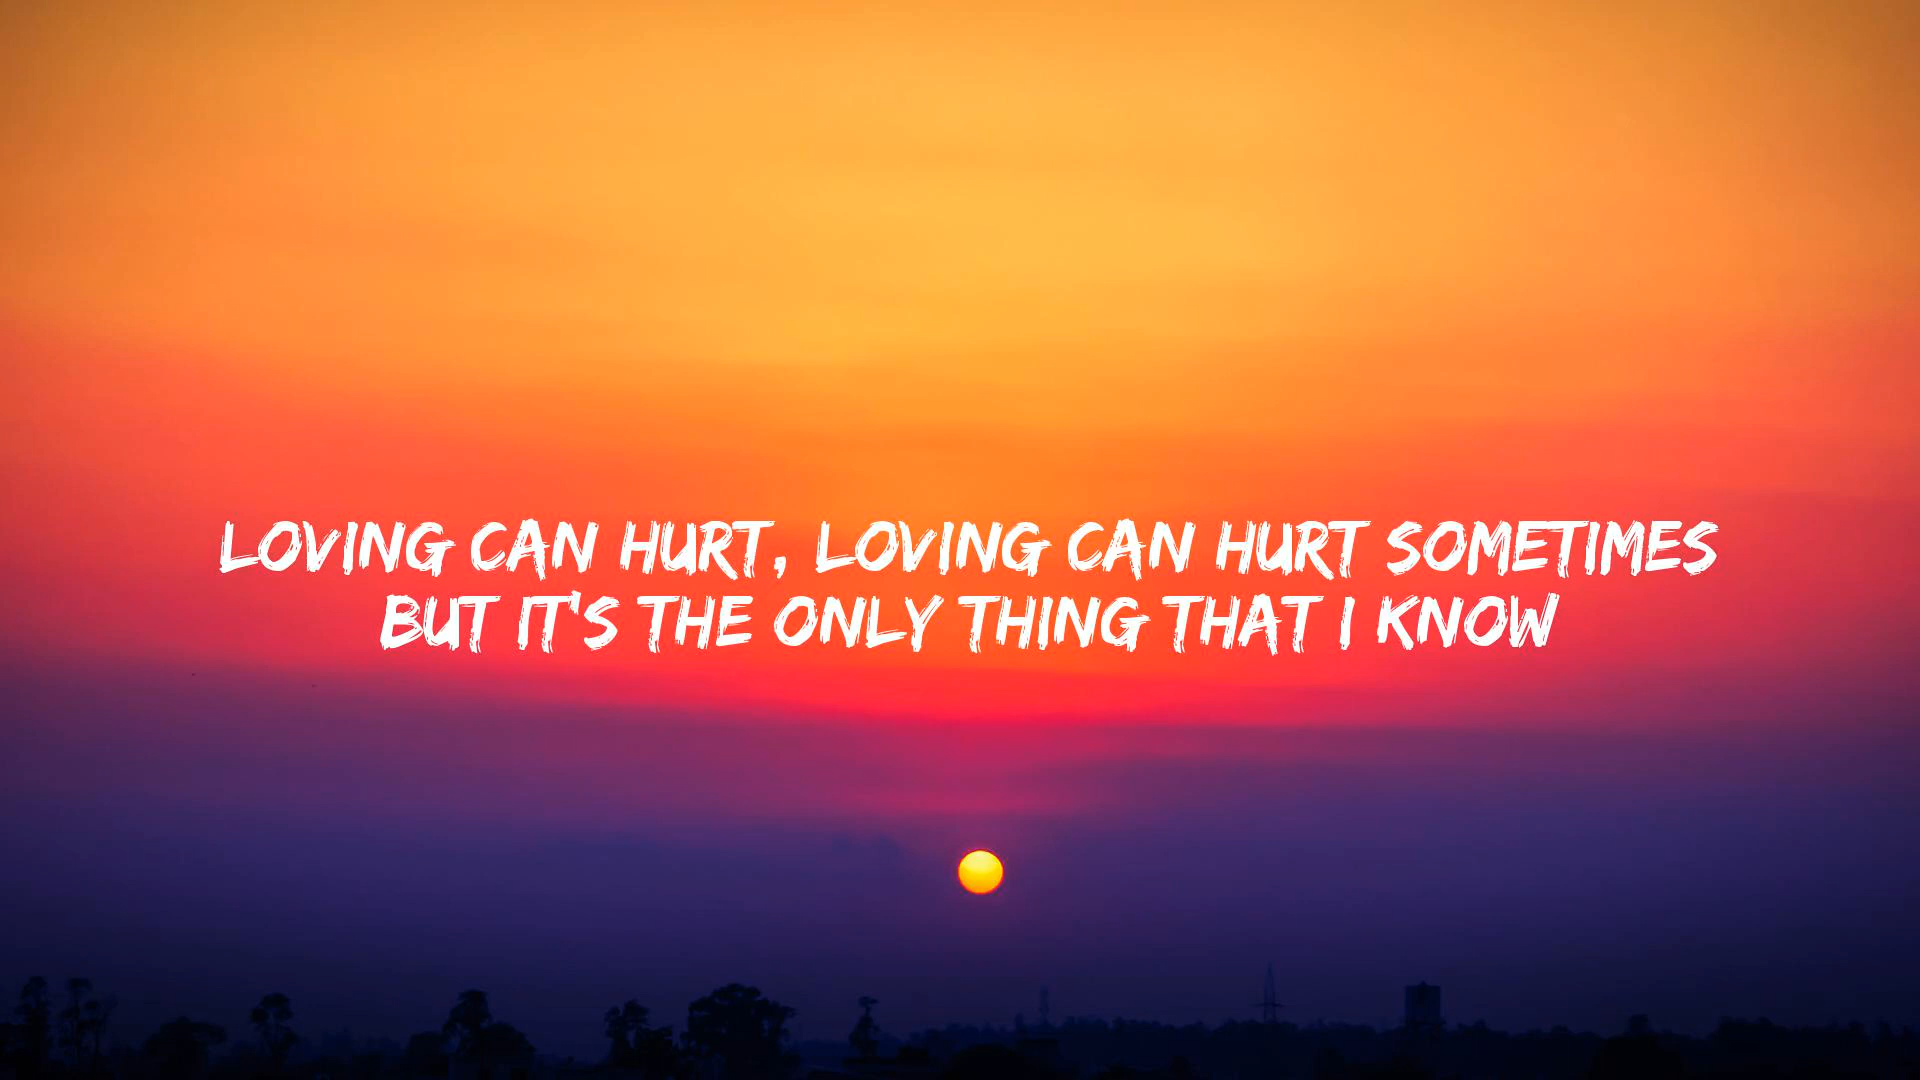 LOVING CAN HURT, LOVING CAN HURT SOMETIMES
BUT IT'S THE ONLY THING THAT I KNOW